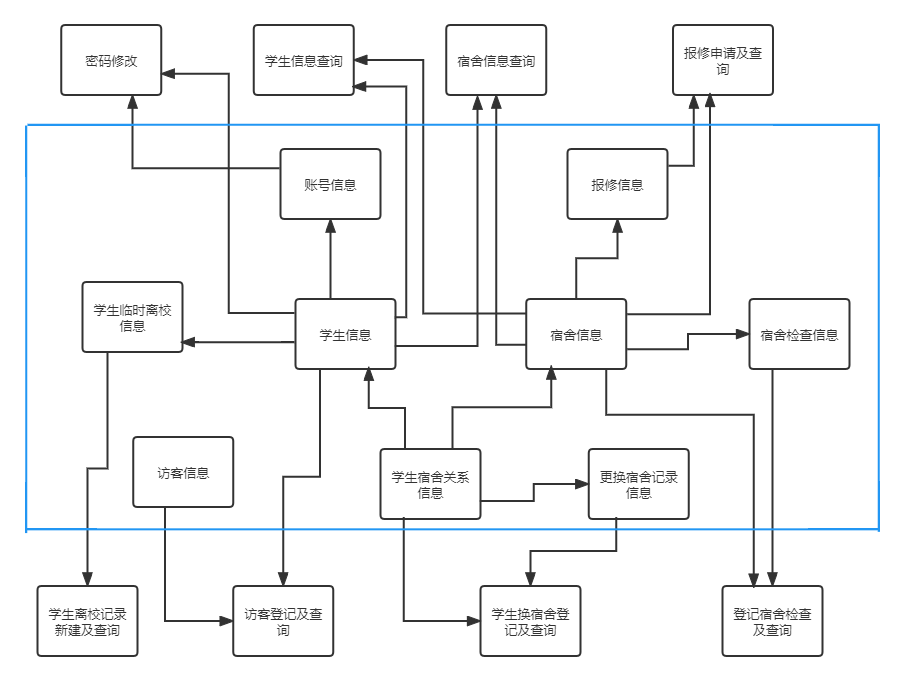 密码修改
学生信息查询
宿舍信息查询
报修申请及查
询
账号信息
报修信息
学生临时离校
信息
学生信息
宿舍信息
宿舍检查信息
访客信息
学生宿舍关系
信息
更换宿舍记录
信息
学生离校记录
新建及查询
访客登记及查
询
学生换宿舍登
记及查询
登记宿舍检查
及查询